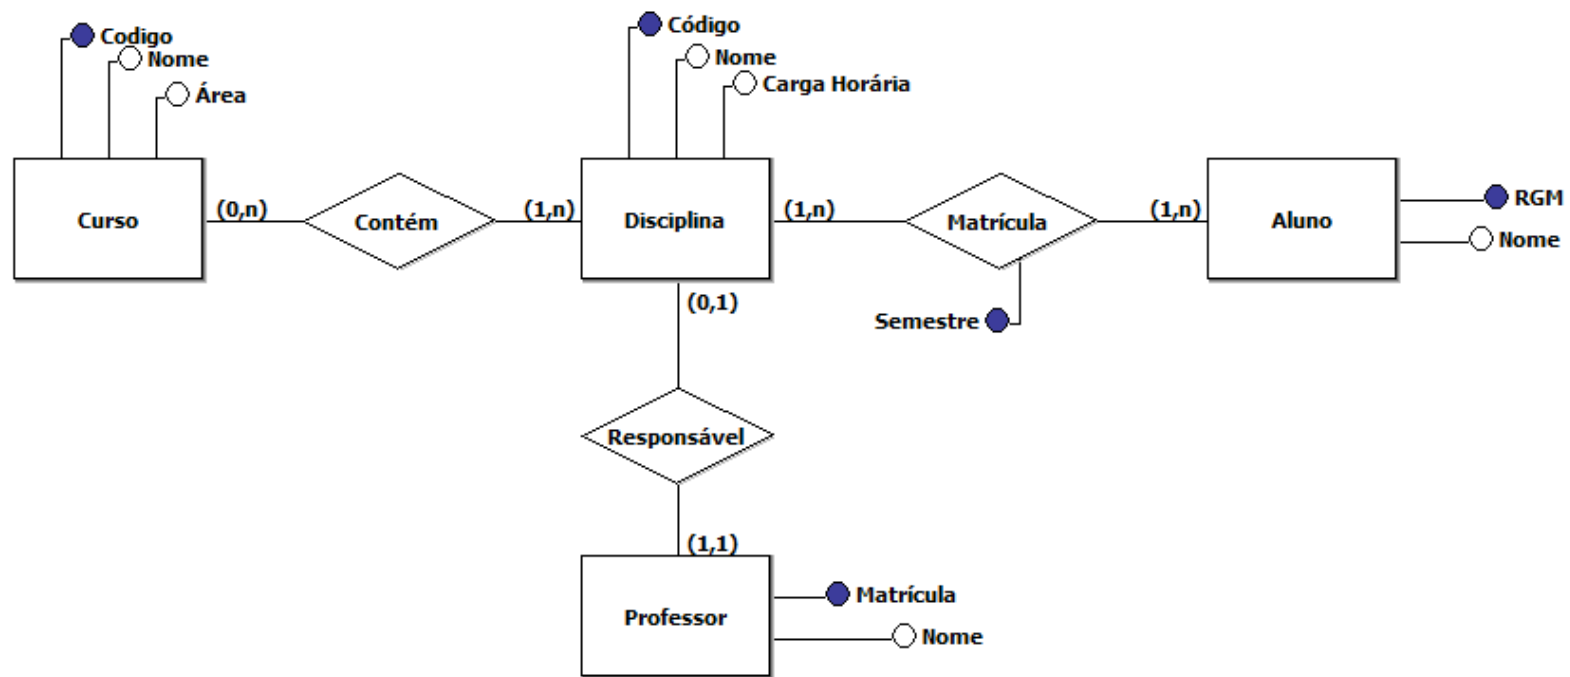 Codigo
Nome
Área
Código
Nome
Carga Horária
Curso
(0,n)
Contém
(1,n)
Disciplina
(1,n)
Matrícula
(1,n)
Aluno
RGM
Nome
Semestre
(0,1)
Responsável
(1,1)
Professor
Matrícula
Nome